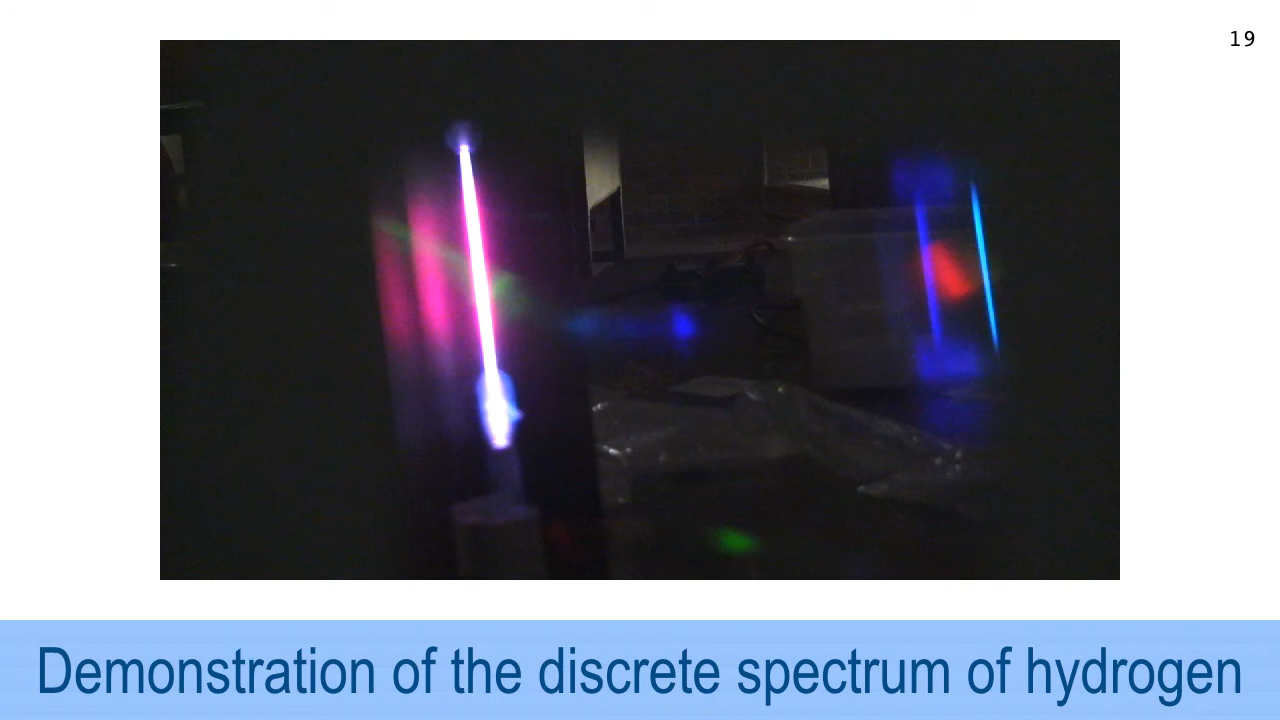 19
Demonstration of the discrete spectrum of hydrogen